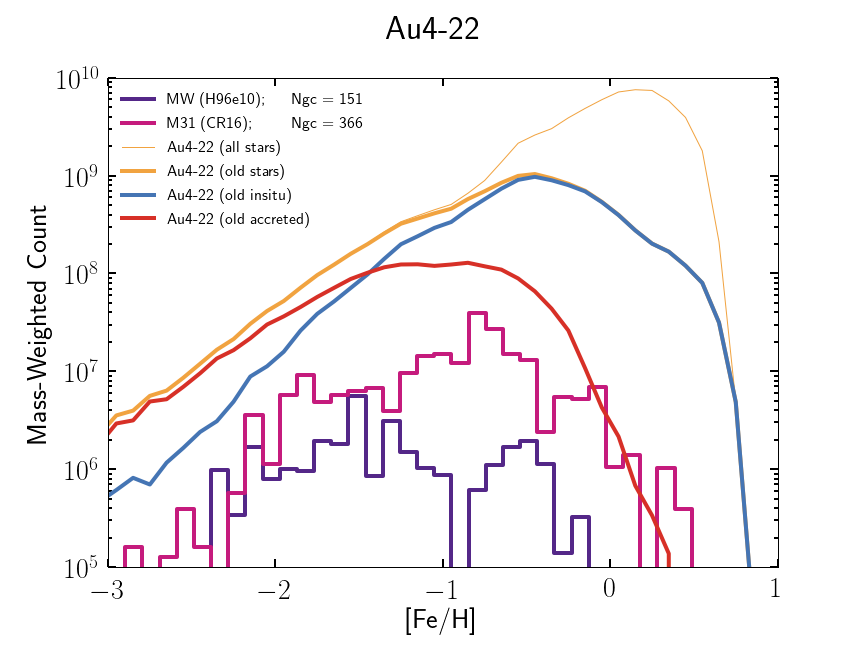 Au4-22
Mass-Weighted Count
10^10
10^9
10^8
10^7
10^6
10^5
MW (H96e10); Ngc = 151
M31 (CR16); Ngc = 366
Au4-22 (all stars)
Au4-22 (old stars)
Au4-22 (old insitu)
Au4-22 (old accreted)
−3 −2 −1 0 1
[Fe/H]